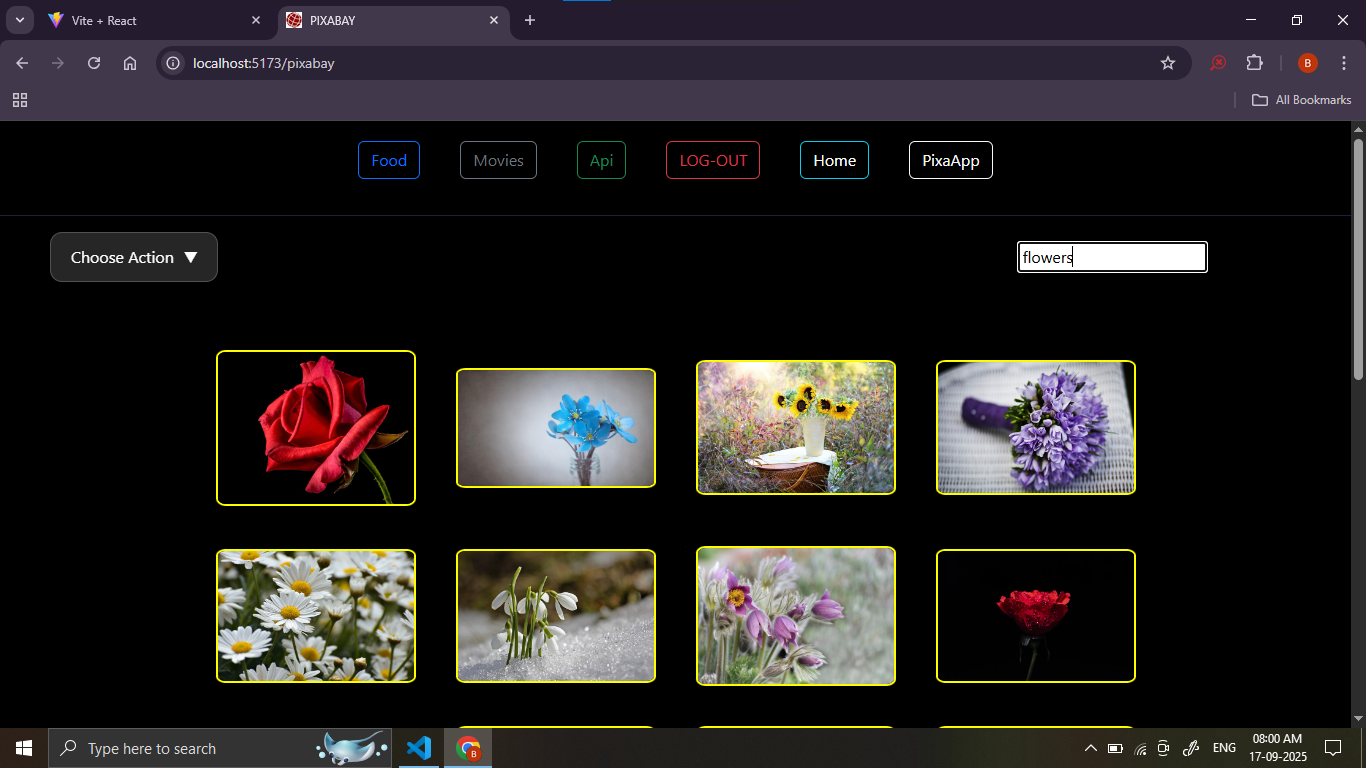 Vite + React
PIXABAY
localhost:5173/pixabay
B
All Bookmarks
Food
Movies
Api
LOG-OUT
Home
PixaApp
Choose Action ▼
flowers
Type here to search
B
ENG
08:00 AM
17-09-2025